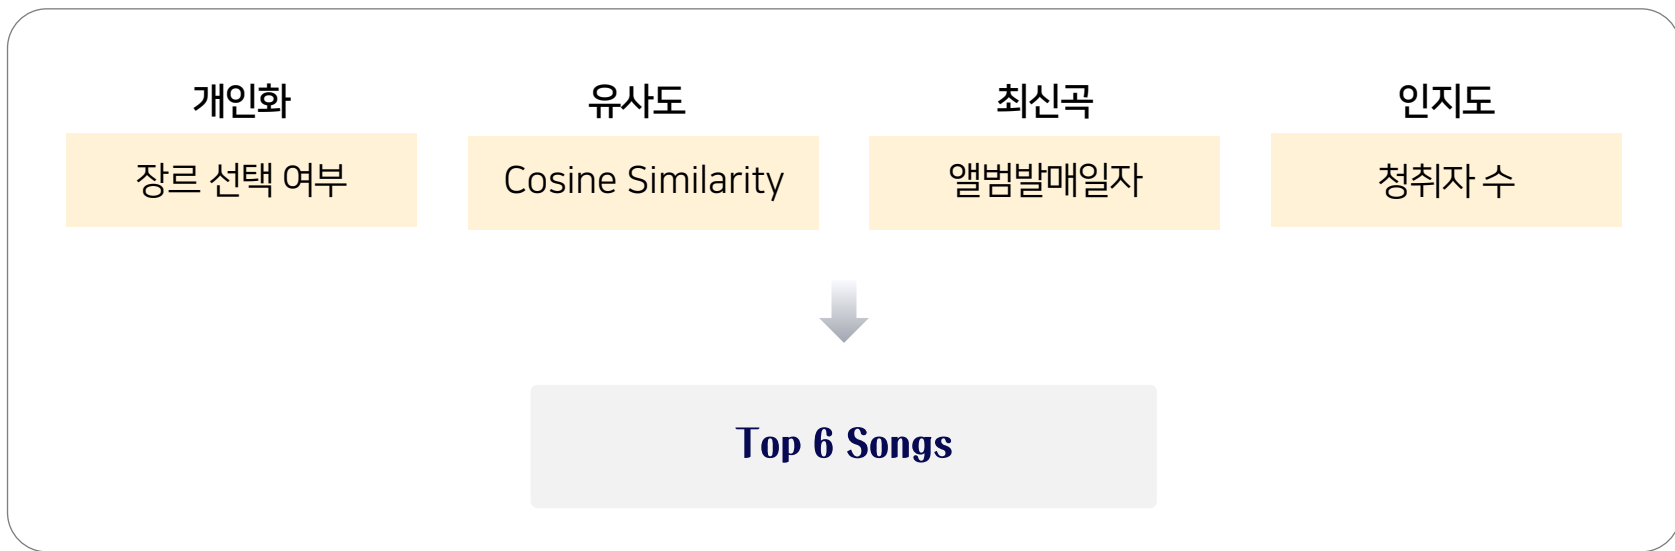 개인화
유사도
최신곡
인지도
장르 선택 여부
Cosine Similarity
앨범발매일자
청취자 수
Top 6 Songs